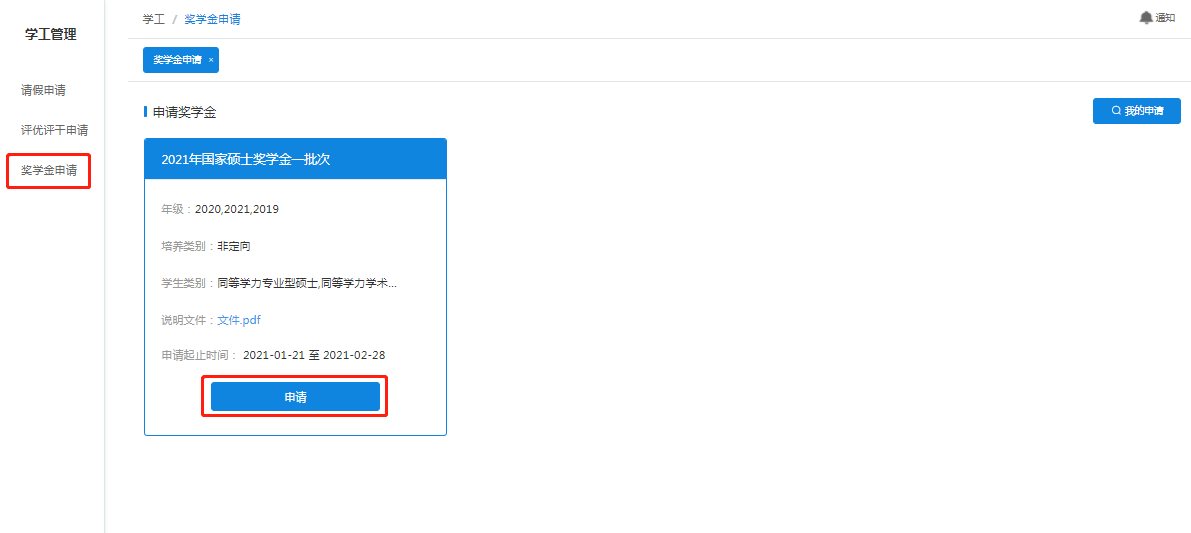 学工管理
请假申请
评优评干申请
奖学金申请
学工 / 奖学金申请
通知
奖学金申请 ×
申请奖学金
我的申请
2021年国家硕士奖学金一批次
年级：2020,2021,2019
培养类别：非定向
学生类别：同等学力专业型硕士,同等学力学术...
说明文件：文件.pdf
申请起止时间： 2021-01-21 至 2021-02-28
申请